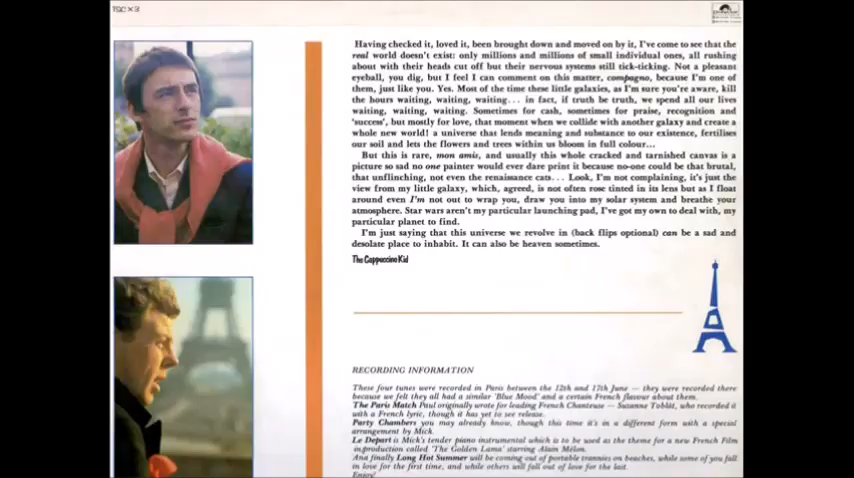 TSC × 3
Having checked it, loved it, been brought down and moved on by it, I've come to see that the
real world doesn't exist: only millions and millions of small individual ones, all rushing
about with their heads cut off but their nervous systems still tick-ticking. Not a pleasant
eyeball, you dig, but I feel I can comment on this matter, compagno, because I'm one of
them, just like you. Yes. Most of the time these little galaxies, as I'm sure you're aware, kill
the hours waiting, waiting, waiting... in fact, if truth be truth, we spend all our lives
waiting, waiting, waiting. Sometimes for cash, sometimes for praise, recognition and
'success', but mostly for love, that moment when we collide with another galaxy and create a
whole new world! a universe that lends meaning and substance to our existence, fertilises
our soil and lets the flowers and trees within us bloom in full colour...
But this is rare, mon amis, and usually this whole cracked and tarnished canvas is a
picture so sad no one painter would ever dare print it because no-one could be that brutal,
that unflinching, not even the renaissance cats... Look, I'm not complaining, it's just the
view from my little galaxy, which, agreed, is not often rose tinted in its lens but as I float
around even I'm not out to wrap you, draw you into my solar system and breathe your
atmosphere. Star wars aren't my particular launching pad, I've got my own to deal with, my
particular planet to find.
I'm just saying that this universe we revolve in (back flips optional) can be a sad and
desolate place to inhabit. It can also be heaven sometimes.
The Cappuccino Kid
RECORDING INFORMATION
These four tunes were recorded in Paris between the 12th and 17th June — they were recorded there
because we felt they all had a similar 'Blue Mood' and a certain French flavour about them.
The Paris Match Paul originally wrote for leading French Chanteuse — Suzanne Toblat, who recorded it
with a French lyric, though it has yet to see release.
Party Chambers you may already know, though this time it's in a different form with a special
arrangement by Mick.
Le Depart is Mick's tender piano instrumental which is to be used as the theme for a new French Film
in production called 'The Golden Lama' starring Alain Mélon.
And finally Long Hot Summer will be coming out of portable trannies on beaches, while some of you fall
in love for the first time, and while others will fall out of love for the last.
Enjoy!